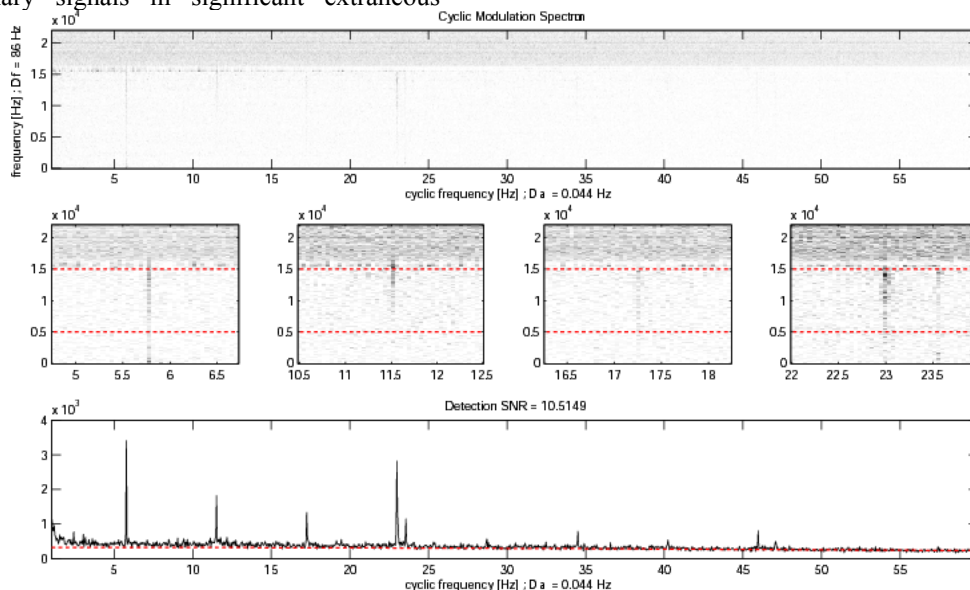 ary signals in significant extraneous
Cyclic Modulation Spectrum
x 10^4
frequency [Hz] ; Df = 86 Hz
2
1.5
1
0.5
0
5 10 15 20 25 30 35 40 45 50 55
cyclic frequency [Hz] ; Da = 0.044 Hz
x 10^4 x 10^4 x 10^4 x 10^4
2 2 2 2
1.5 1.5 1.5 1.5
1 1 1 1
0.5 0.5 0.5 0.5
0 0 0 0
5 5.5 6 6.5 10.5 11 11.5 12 12.5 16.5 17 17.5 18 22 22.5 23 23.5
x 10^3
Detection SNR = 10.5149
4
3
2
1
0
5 10 15 20 25 30 35 40 45 50 55
cyclic frequency [Hz] ; Da = 0.044 Hz